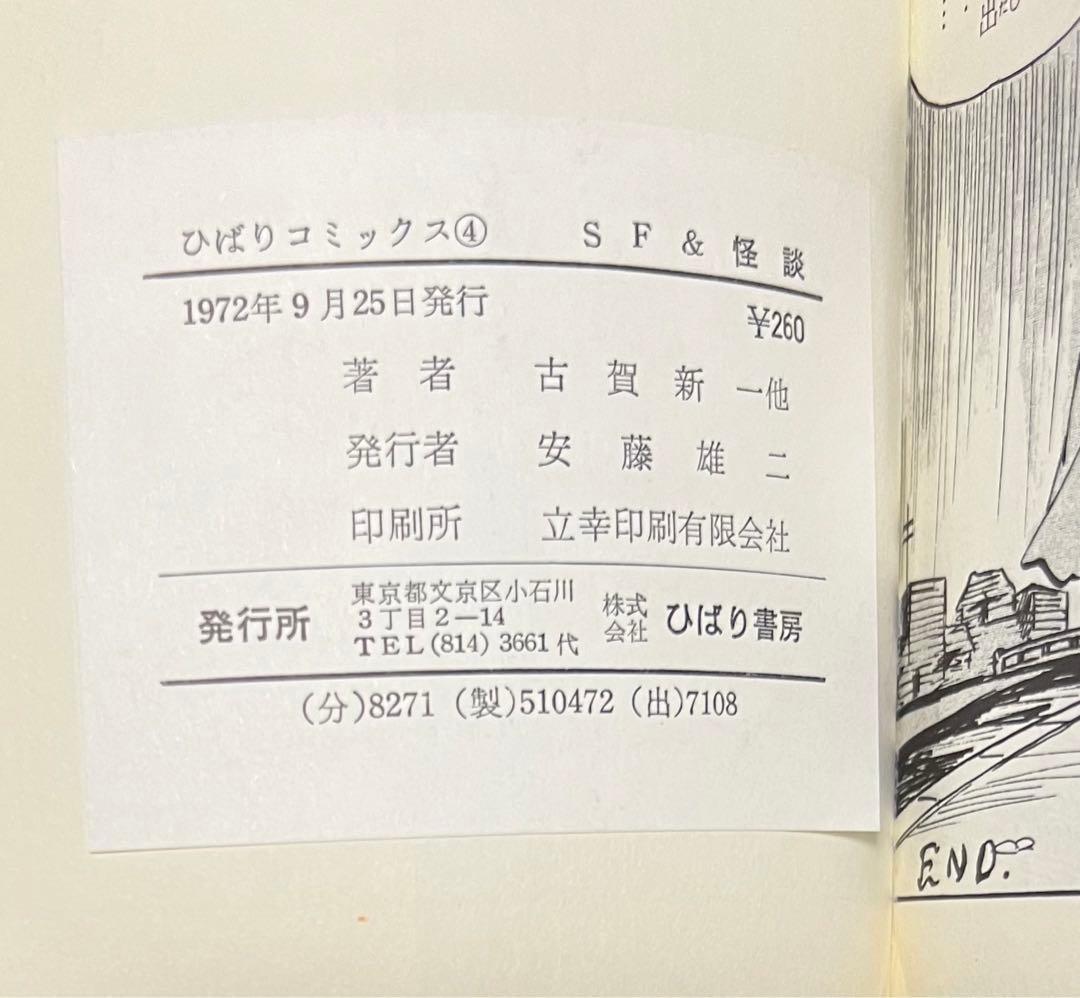 ひばりコミックス④ SF&怪談
1972年9月25日発行 ¥260
著者 古賀新一他
発行者 安藤雄二
印刷所 立幸印刷有限会社
発行所 東京都文京区小石川
3丁目2—14
TEL(814)3661代
株式会社 ひばり書房
(分)8271 (製)510472 (出)7108
END.